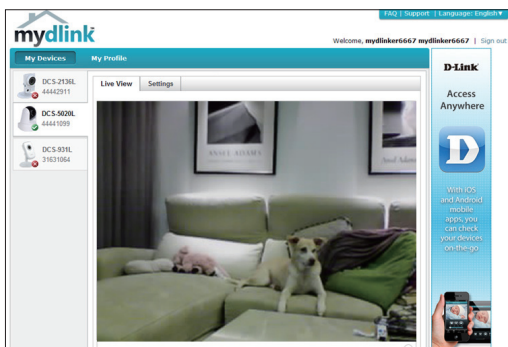 FAQ | Support | Language: English▼
mydlink
Welcome, mydlinker6667 mydlinker6667 | Sign out
My Devices
My Profile
DCS-2136L
44442911
DCS-5020L
44441099
DCS-931L
31631064
Live View
Settings
ANSEL ADAMS
D-Link
Access
Anywhere
D
With iOS
and Android
mobile
apps, you
can check
your devices
on-the-go